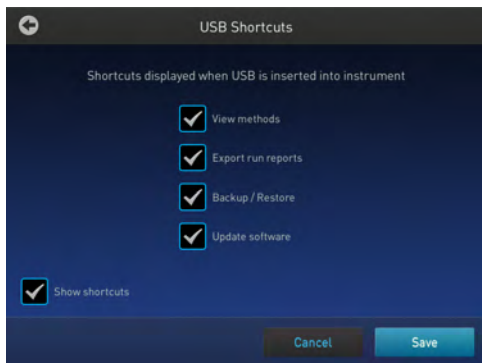 USB Shortcuts
Shortcuts displayed when USB is inserted into instrument
View methods
Export run reports
Backup / Restore
Update software
Show shortcuts
Cancel
Save